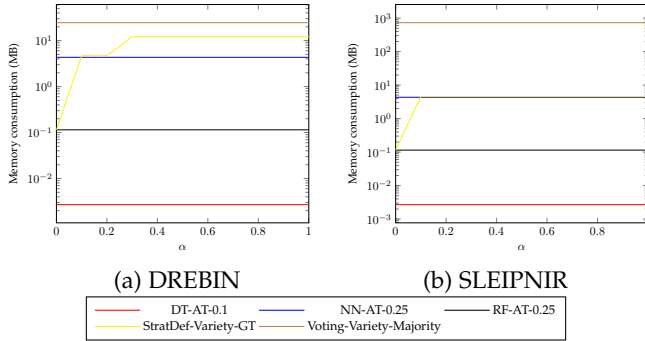 Memory consumption (MB)
10^1
10^0
10^{-1}
10^{-2}
0
0.2
0.4
0.6
0.8
1
α
(a) DREBIN
Memory consumption (MB)
10^3
10^2
10^1
10^0
10^{-1}
10^{-2}
10^{-3}
0
0.2
0.4
0.6
0.8
α
(b) SLEIPNIR
DT-AT-0.1 NN-AT-0.25 RF-AT-0.25
StratDef-Variety-GT Voting-Variety-Majority